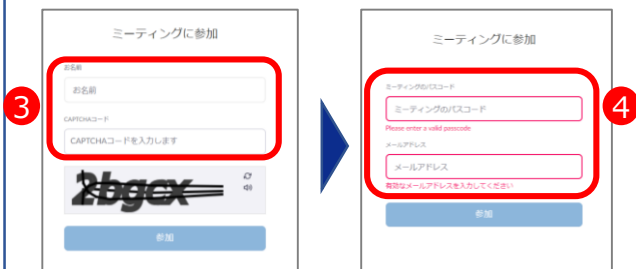 ミーティングに参加
お名前
お名前
CAPTCHAコード
CAPTCHAコードを入力します
2bgcx
参加
3
ミーティングに参加
ミーティングのパスコード
ミーティングのパスコード
Please enter a valid passcode
メールアドレス
メールアドレス
有効なメールアドレスを入力してください
参加
4